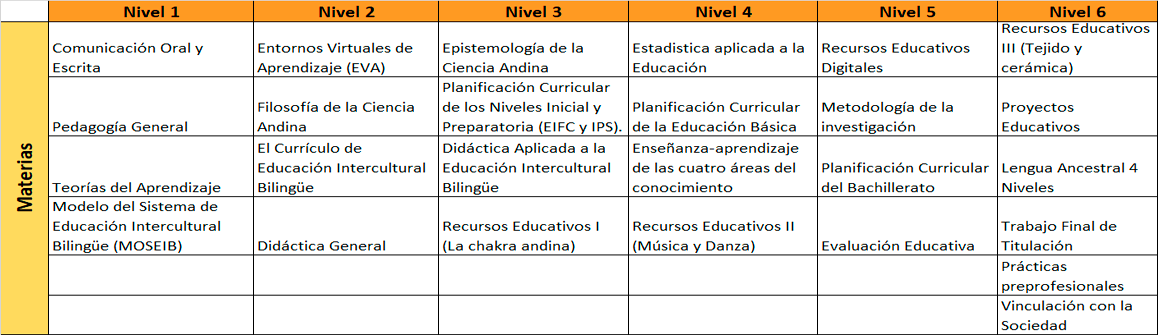 Nivel 1 Nivel 2 Nivel 3 Nivel 4 Nivel 5 Nivel 6
Materias
Comunicación Oral y
Escrita
Entornos Virtuales de
Aprendizaje (EVA)
Epistemología de la
Ciencia Andina
Estadistica aplicada a la
Educación
Recursos Educativos
Digitales
Recursos Educativos
III (Tejido y
cerámica)
Pedagogía General
Filosofía de la Ciencia
Andina
Planificación Curricular
de los Niveles Inicial y
Preparatoria (EIFC y IPS).
Planificación Curricular
de la Educación Básica
Metodología de la
investigación
Proyectos
Educativos
Teorías del Aprendizaje
El Currículo de
Educación Intercultural
Bilingüe
Didáctica Aplicada a la
Educación Intercultural
Bilingüe
Enseñanza-aprendizaje
de las cuatro áreas del
conocimiento
Planificación Curricular
del Bachillerato
Lengua Ancestral 4
Niveles
Modelo del Sistema de
Educación Intercultural
Bilingüe (MOSEIB)
Didáctica General
Recursos Educativos I
(La chakra andina)
Recursos Educativos II
(Música y Danza)
Evaluación Educativa
Trabajo Final de
Titulación
Prácticas
preprofesionales
Vinculación con la
Sociedad